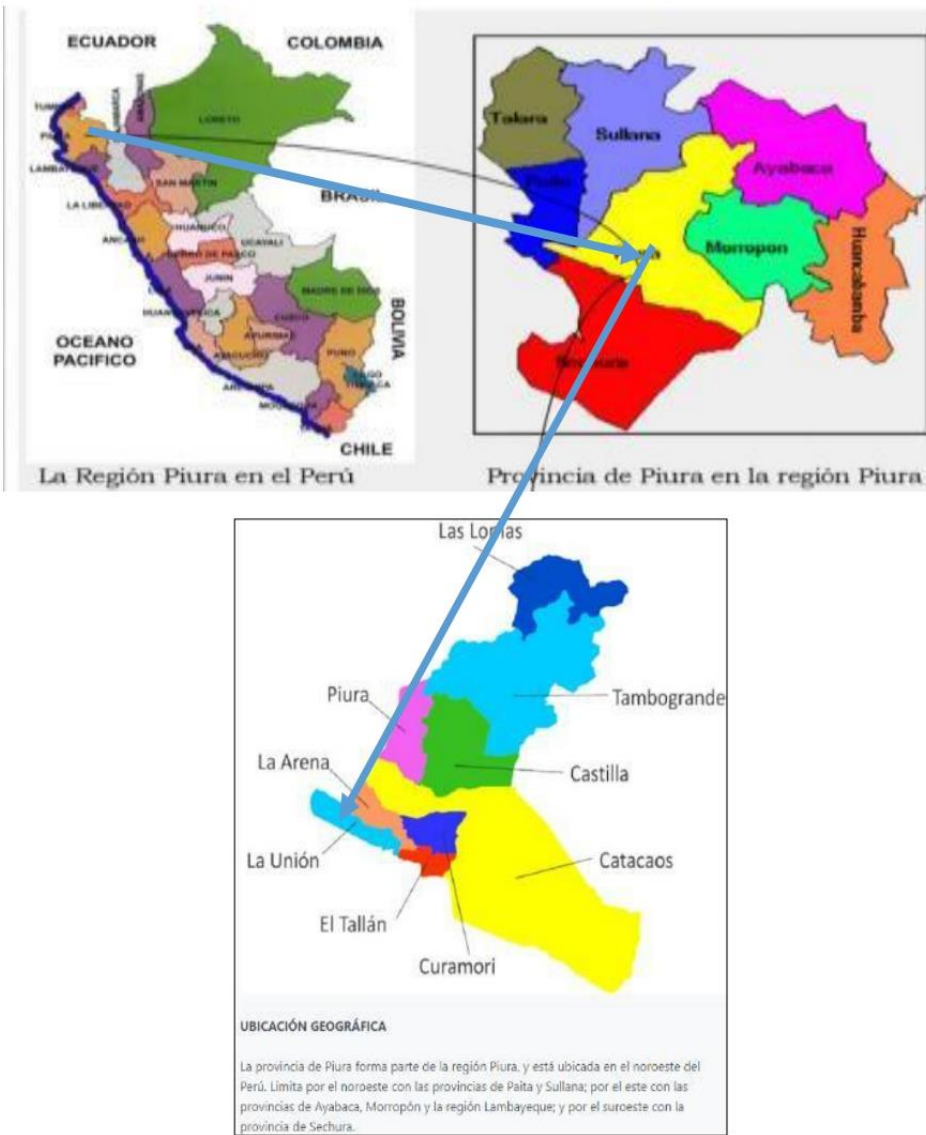 ECUADOR
COLOMBIA
LORETO
SAN MARTIN
LA LIBERTAD
BRASIL
HUANUCO
UCAYALI
JUNIN
MADRE DE DIOS
CUSCO
BOLIVIA
OCEANO
PACIFICO
PUNO
CHILE
La Región Piura en el Perú
Talara
Sullana
Ayabaca
Morropon
Huancabamba
Provincia de Piura en la región Piura
Las Lomas
Tambogrande
Piura
La Arena
Castilla
La Unión
Catacaos
El Tallán
Curamori
UBICACIÓN GEOGRÁFICA
La provincia de Piura forma parte de la región Piura, y está ubicada en el noroeste del
Perú. Limita por el noroeste con las provincias de Paita y Sullana; por el este con las
provincias de Ayabaca, Morropón y la región Lambayeque; y por el suroeste con la
provincia de Sechura.